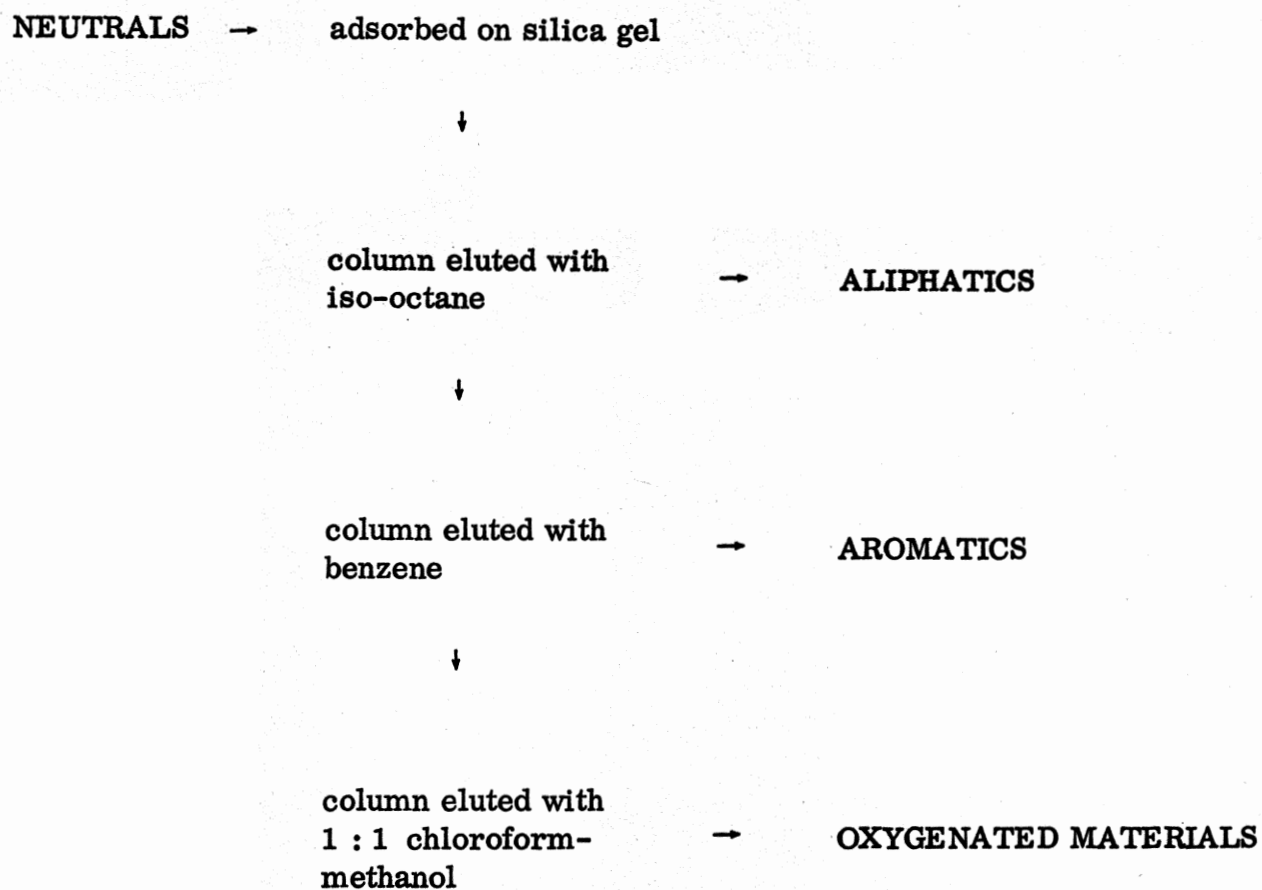 NEUTRALS → adsorbed on silica gel
↓
column eluted with
iso-octane → ALIPHATICS
↓
column eluted with
benzene → AROMATICS
↓
column eluted with
1 : 1 chloroform- → OXYGENATED MATERIALS
methanol